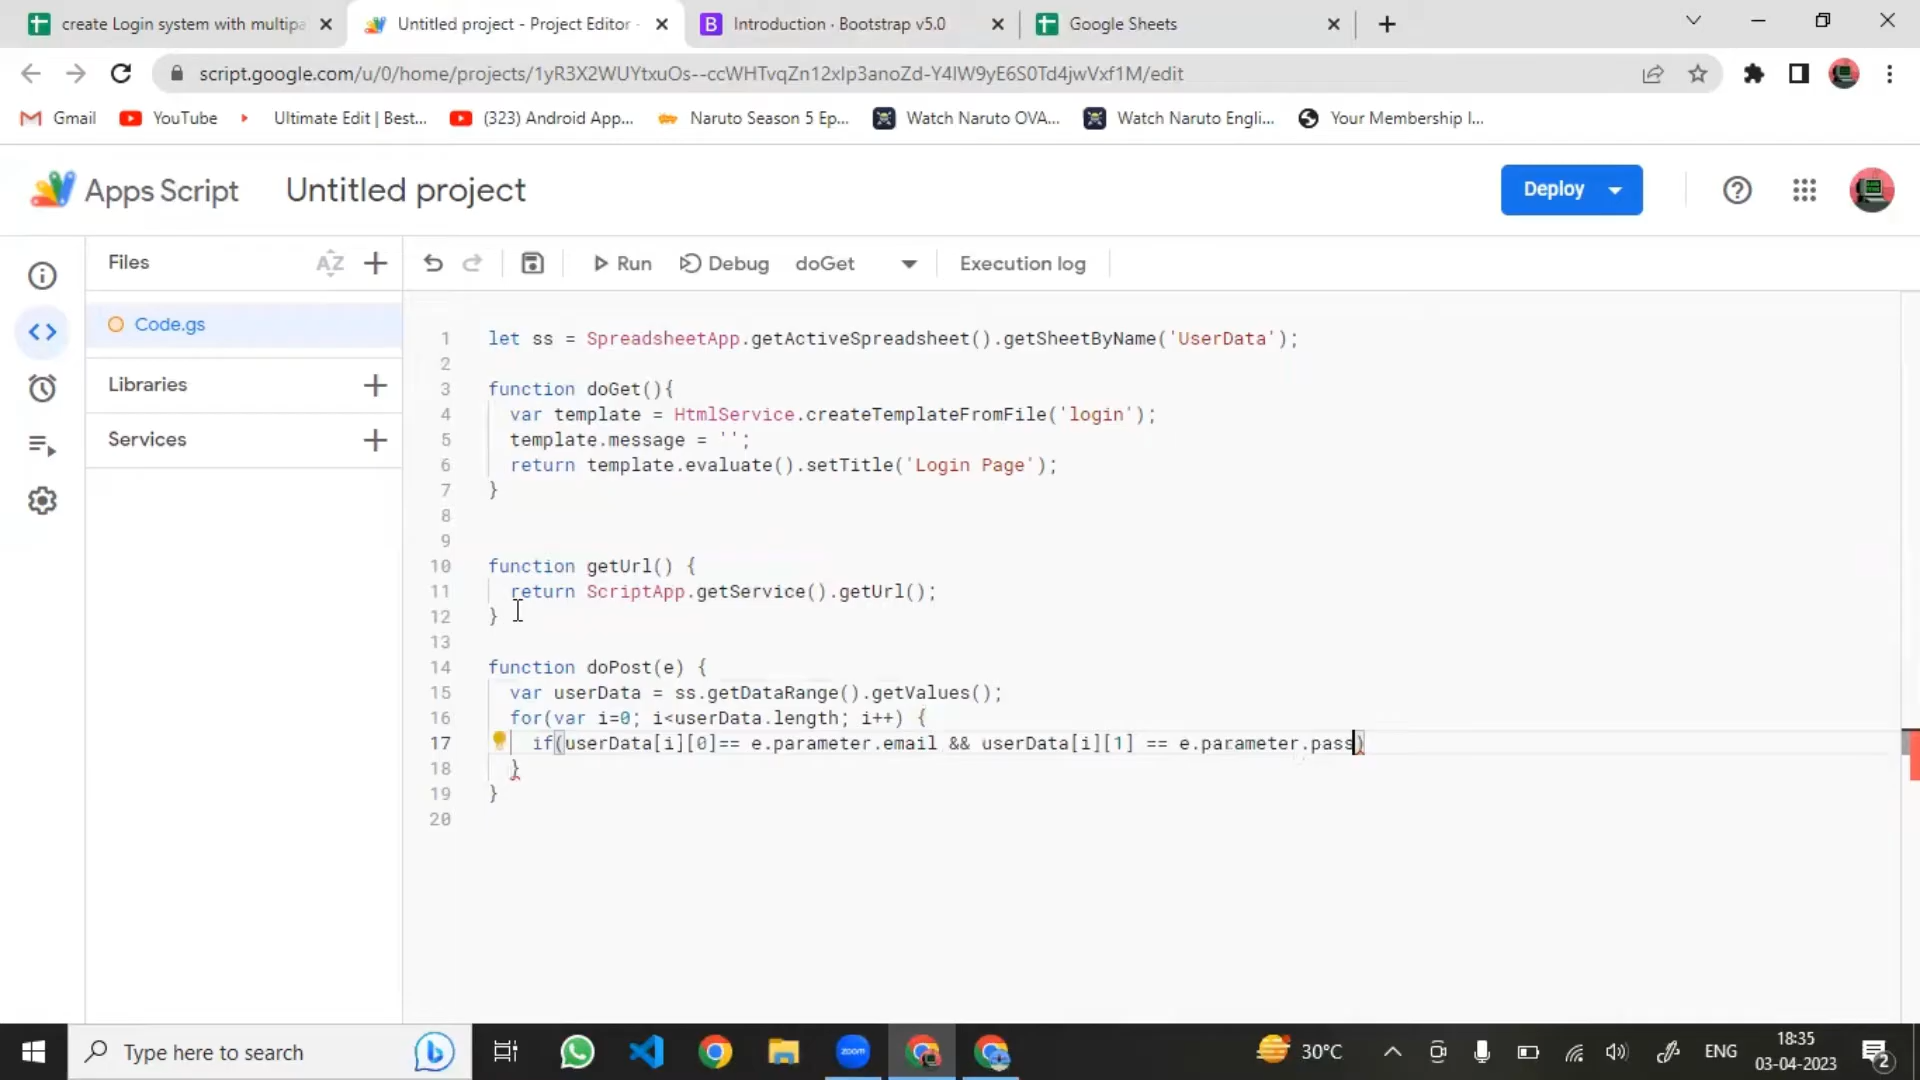 create Login system with multipa
Untitled project - Project Editor -
Introduction · Bootstrap v5.0
Google Sheets
script.google.com/u/0/home/projects/1yR3X2WUYtxuOs--ccWHTvqZn12xIp3anoZd-Y4IW9yE6S0Td4jwVxf1M/edit
Gmail
YouTube
Ultimate Edit | Best...
(323) Android App...
Naruto Season 5 Ep...
Watch Naruto OVA...
Watch Naruto Engli...
Your Membership I...
Apps Script
Untitled project
Deploy
Files
AZ
Run
Debug
doGet
Execution log
Code.gs
Libraries
Services
1 let ss = SpreadsheetApp.getActiveSpreadsheet().getSheetByName('UserData');
2
3 function doGet(){
4 var template = HtmlService.createTemplateFromFile('login');
5 template.message = '';
6 return template.evaluate().setTitle('Login Page');
7 }
8
9
10 function getUrl() {
11 return ScriptApp.getService().getUrl();
12 }
13
14 function doPost(e) {
15 var userData = ss.getDataRange().getValues();
16 for(var i=0; i<userData.length; i++) {
17 if(userData[i][0]== e.parameter.email && userData[i][1] == e.parameter.pass)
18 }
19 }
20
Type here to search
zoom
30°C
ENG
18:35
03-04-2023
2